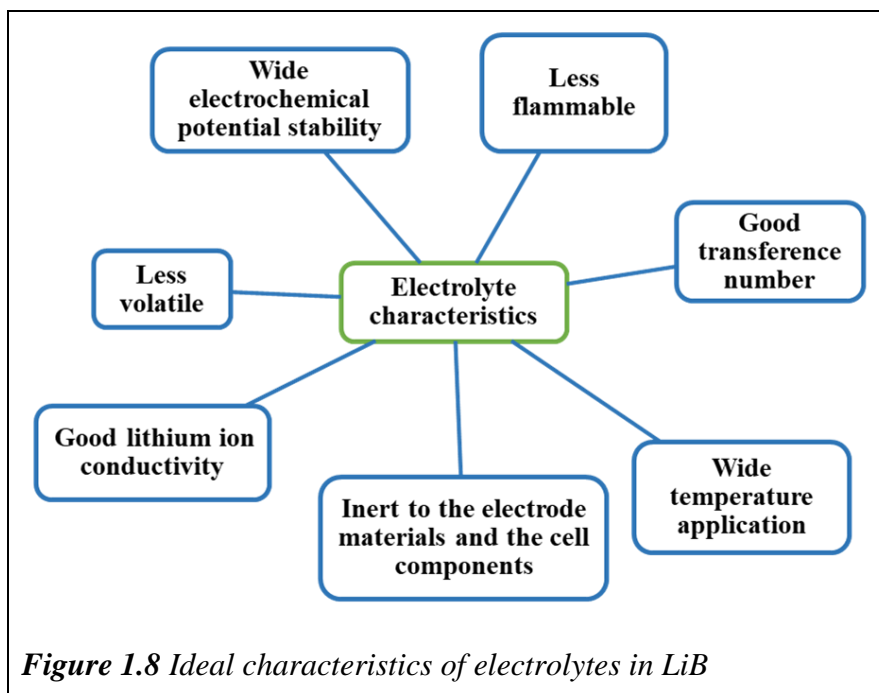 Wide
electrochemical
potential stability
Less
flammable
Good
transference
number
Less
volatile
Electrolyte
characteristics
Good lithium ion
conductivity
Inert to the electrode
materials and the cell
components
Wide
temperature
application
Figure 1.8 Ideal characteristics of electrolytes in LiB